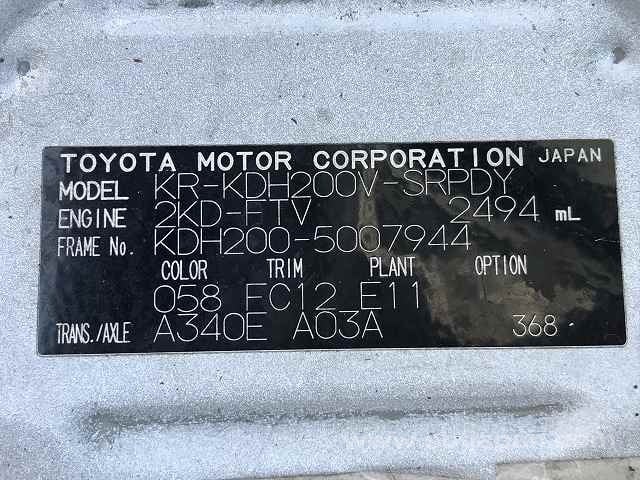 TOYOTA MOTOR CORPORATION JAPAN
MODEL KR-KDH200V-SRPDY
ENGINE 2KD-FTV 2494 mL
FRAME No. KDH200-5007944
COLOR TRIM PLANT OPTION
058 FC12 E11
TRANS./AXLE A340E A03A 368